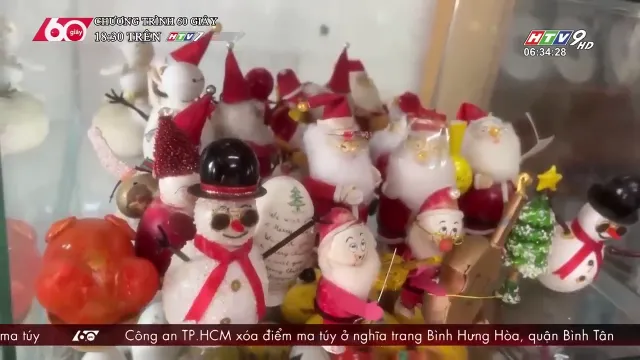 60 giây
CHƯƠNG TRÌNH 60 GIÂY
18:30 TRÊN HTV7
HTV9 HD
06:34:28
ma túy 60 Công an TP.HCM xóa điểm ma túy ở nghĩa trang Bình Hưng Hòa, quận Bình Tân